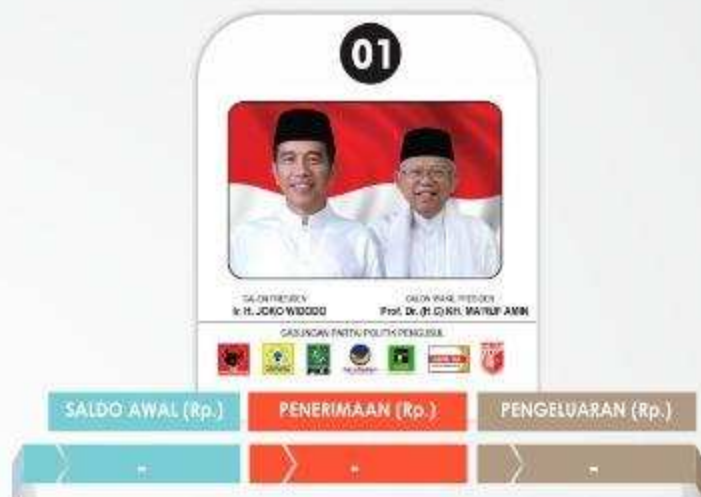 01
CALON PRESIDEN
Ir. H. JOKO WIDODO
CALON WAKIL PRESIDEN
Prof. Dr. (H.C) KH. MA'RUF AMIN
GABUNGAN PARTAI POLITIK PENGUSUL
PKB
SALDO AWAL (Rp.)
PENERIMAAN (Rp.)
PENGELUARAN (Rp.)
-
-
-